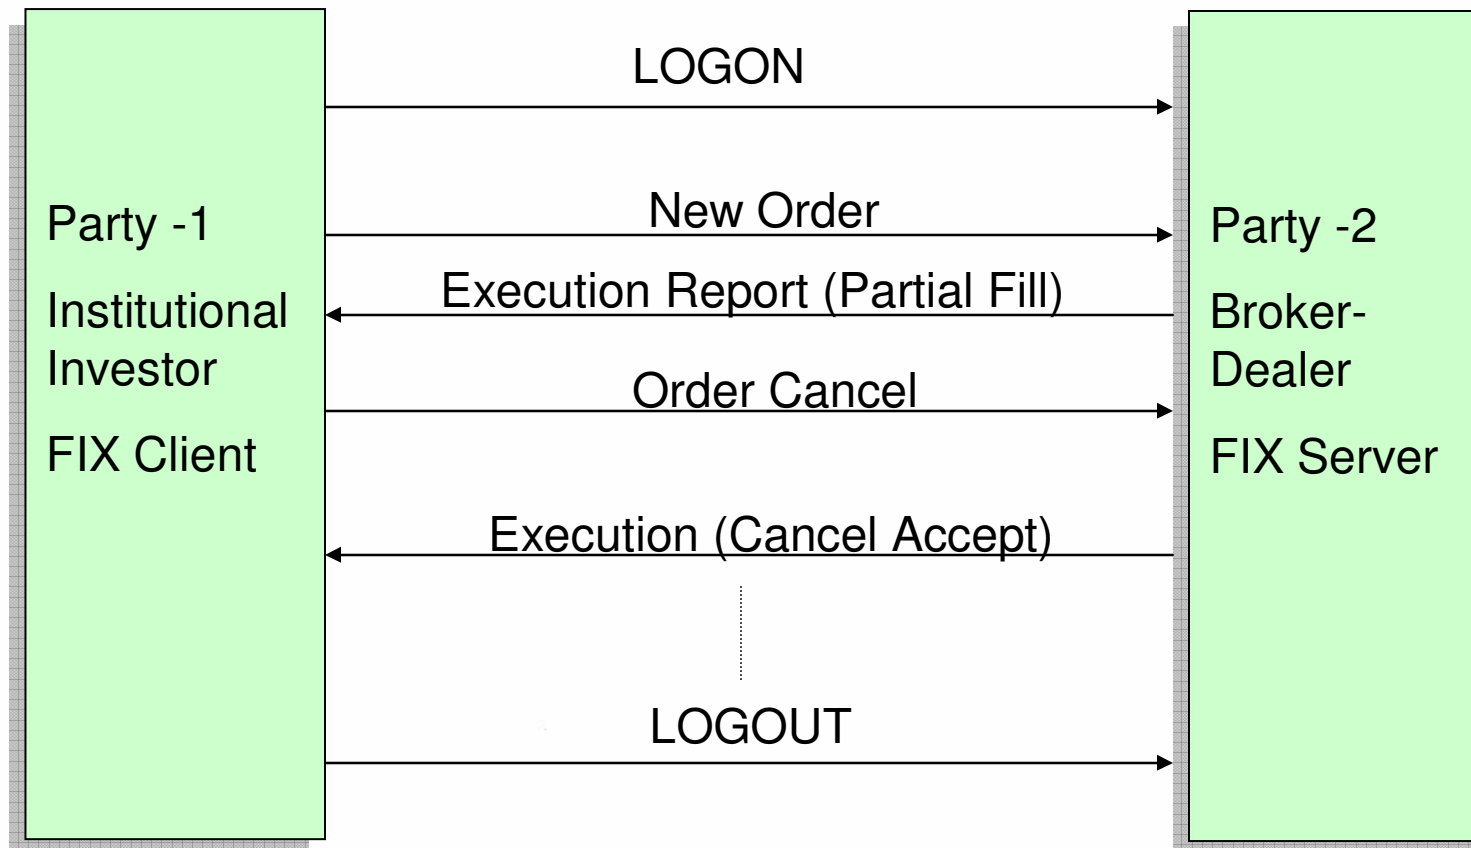 Party -1
Institutional
Investor
FIX Client
LOGON
New Order
Execution Report (Partial Fill)
Order Cancel
Execution (Cancel Accept)
LOGOUT
Party -2
Broker-
Dealer
FIX Server